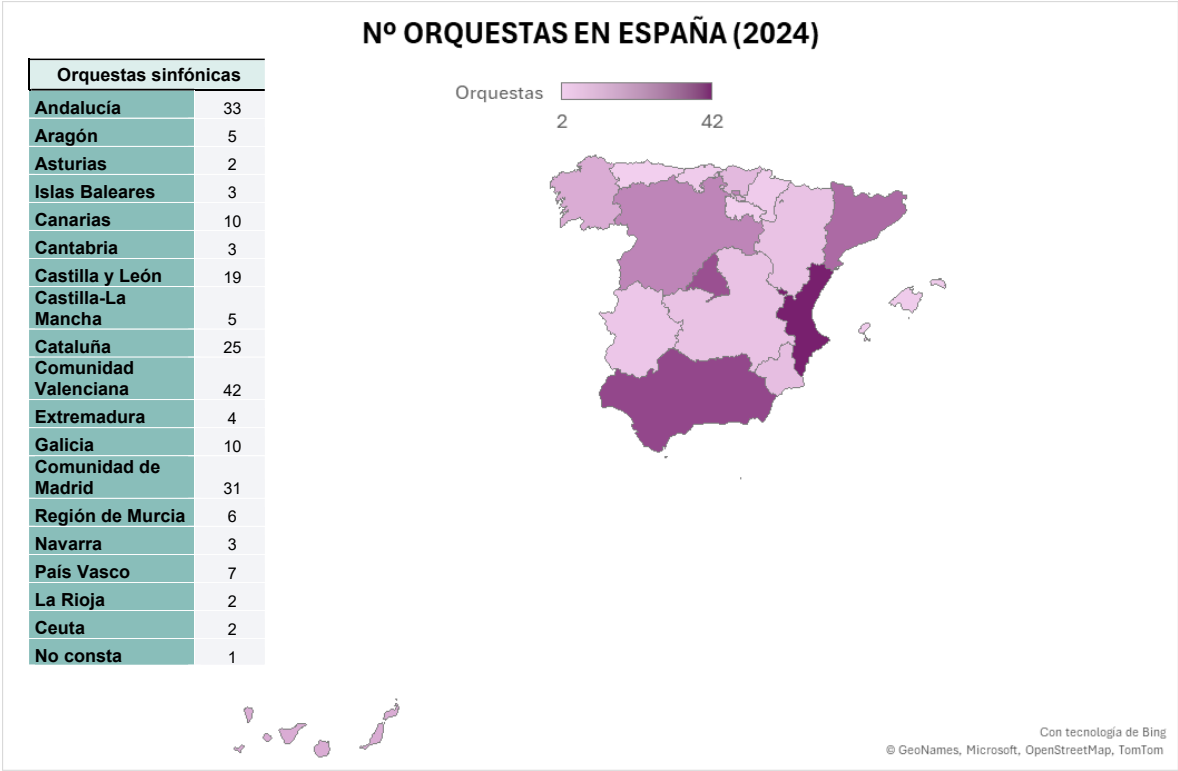 Nº ORQUESTAS EN ESPAÑA (2024)
Orquestas sinfónicas
Andalucía 33
Aragón 5
Asturias 2
Islas Baleares 3
Canarias 10
Cantabria 3
Castilla y León 19
Castilla-La
Mancha 5
Cataluña 25
Comunidad
Valenciana 42
Extremadura 4
Galicia 10
Comunidad de
Madrid 31
Región de Murcia 6
Navarra 3
País Vasco 7
La Rioja 2
Ceuta 2
No consta 1
Orquestas
2 42
Con tecnología de Bing
© GeoNames, Microsoft, OpenStreetMap, TomTom